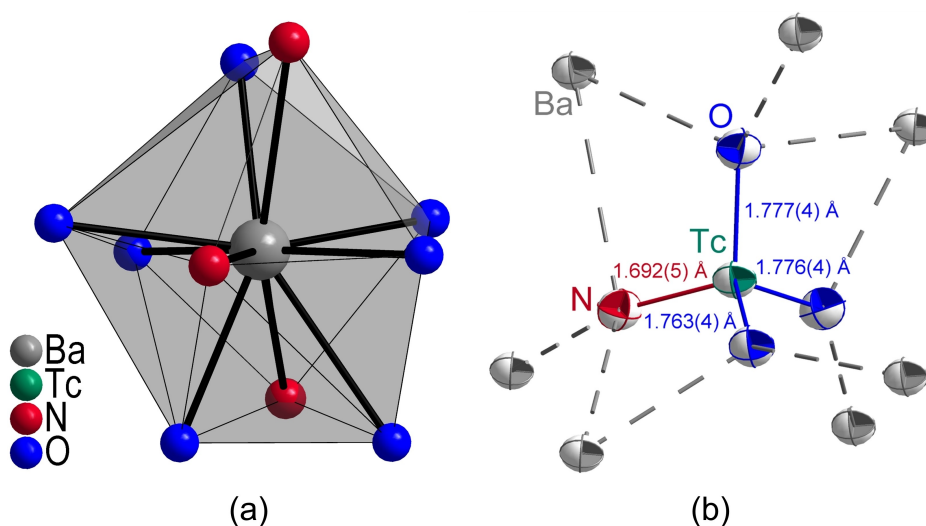 Ba
Tc
N
O
(a)
Ba
O
1.777(4) Å
Tc
1.692(5) Å
1.776(4) Å
N
1.763(4) Å
(b)